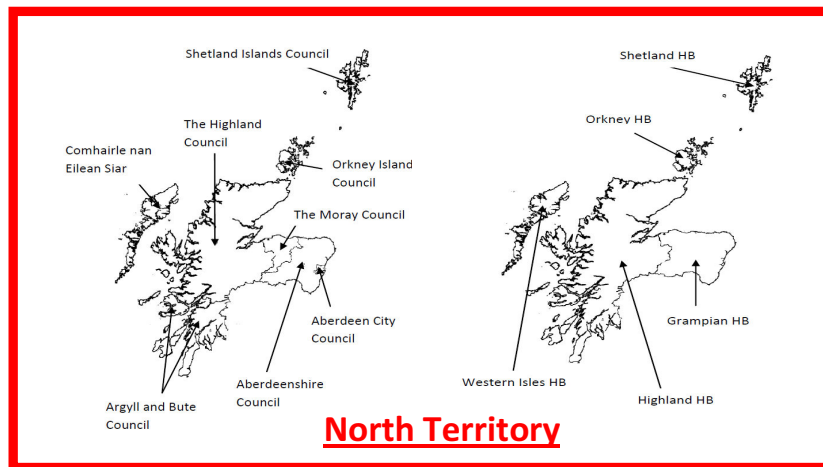 Shetland Islands Council
The Highland
Council
Comhairle nan
Eilean Siar
Orkney Island
Council
The Moray Council
Aberdeen City
Council
Aberdeenshire
Council
Argyll and Bute
Council
Shetland HB
Orkney HB
Grampian HB
Western Isles HB
Highland HB
North Territory